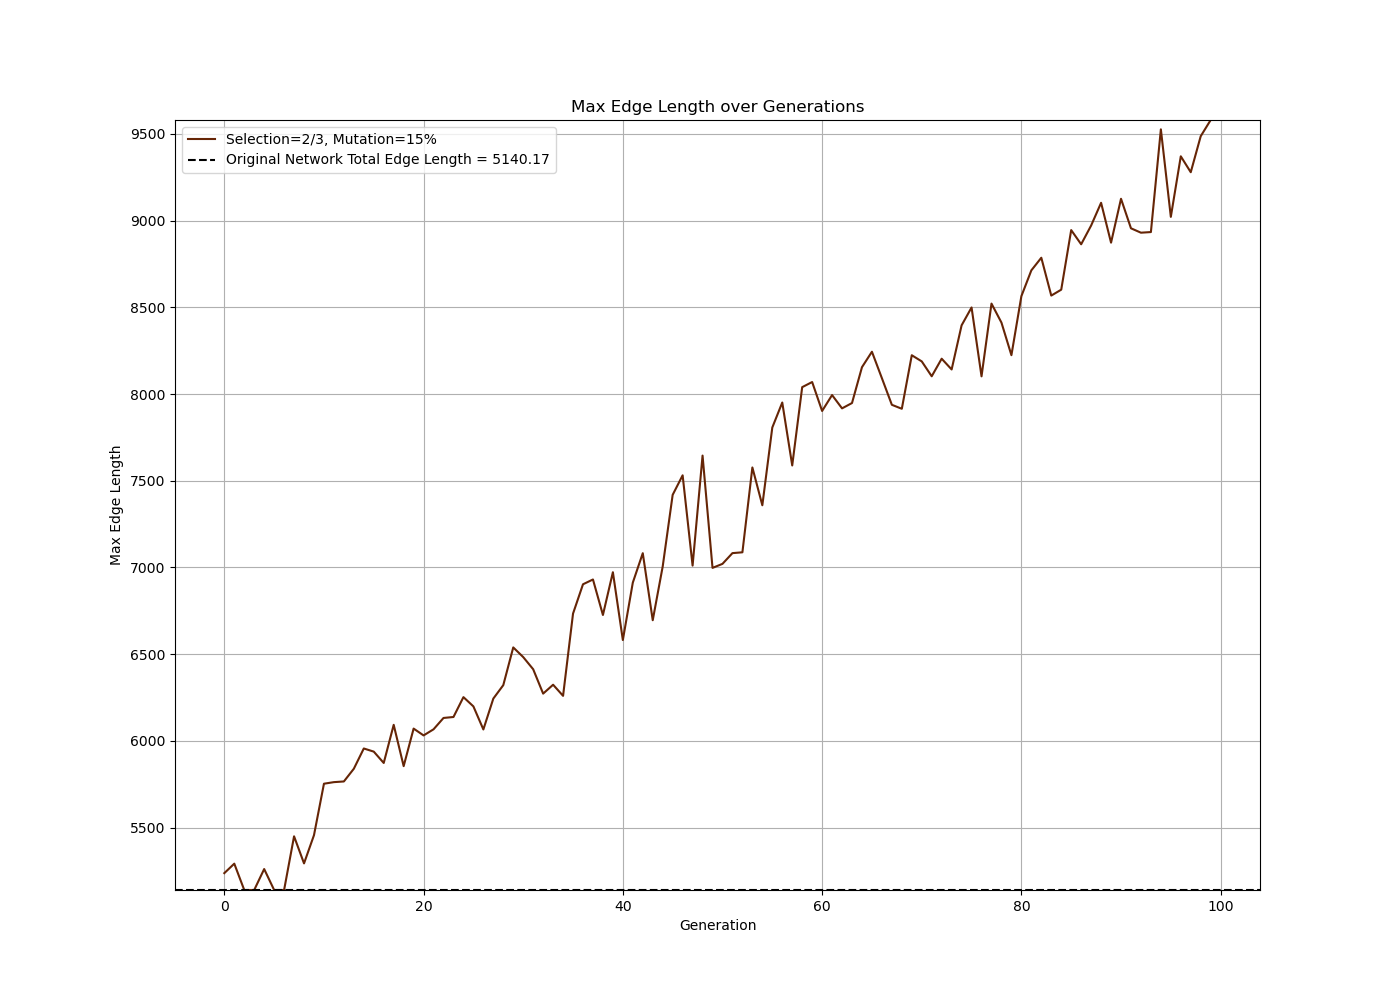 Max Edge Length over Generations
Selection=2/3, Mutation=15%
Original Network Total Edge Length = 5140.17
9500
9000
8500
8000
7500
7000
6500
6000
5500
Max Edge Length
0 20 40 60 80 100
Generation